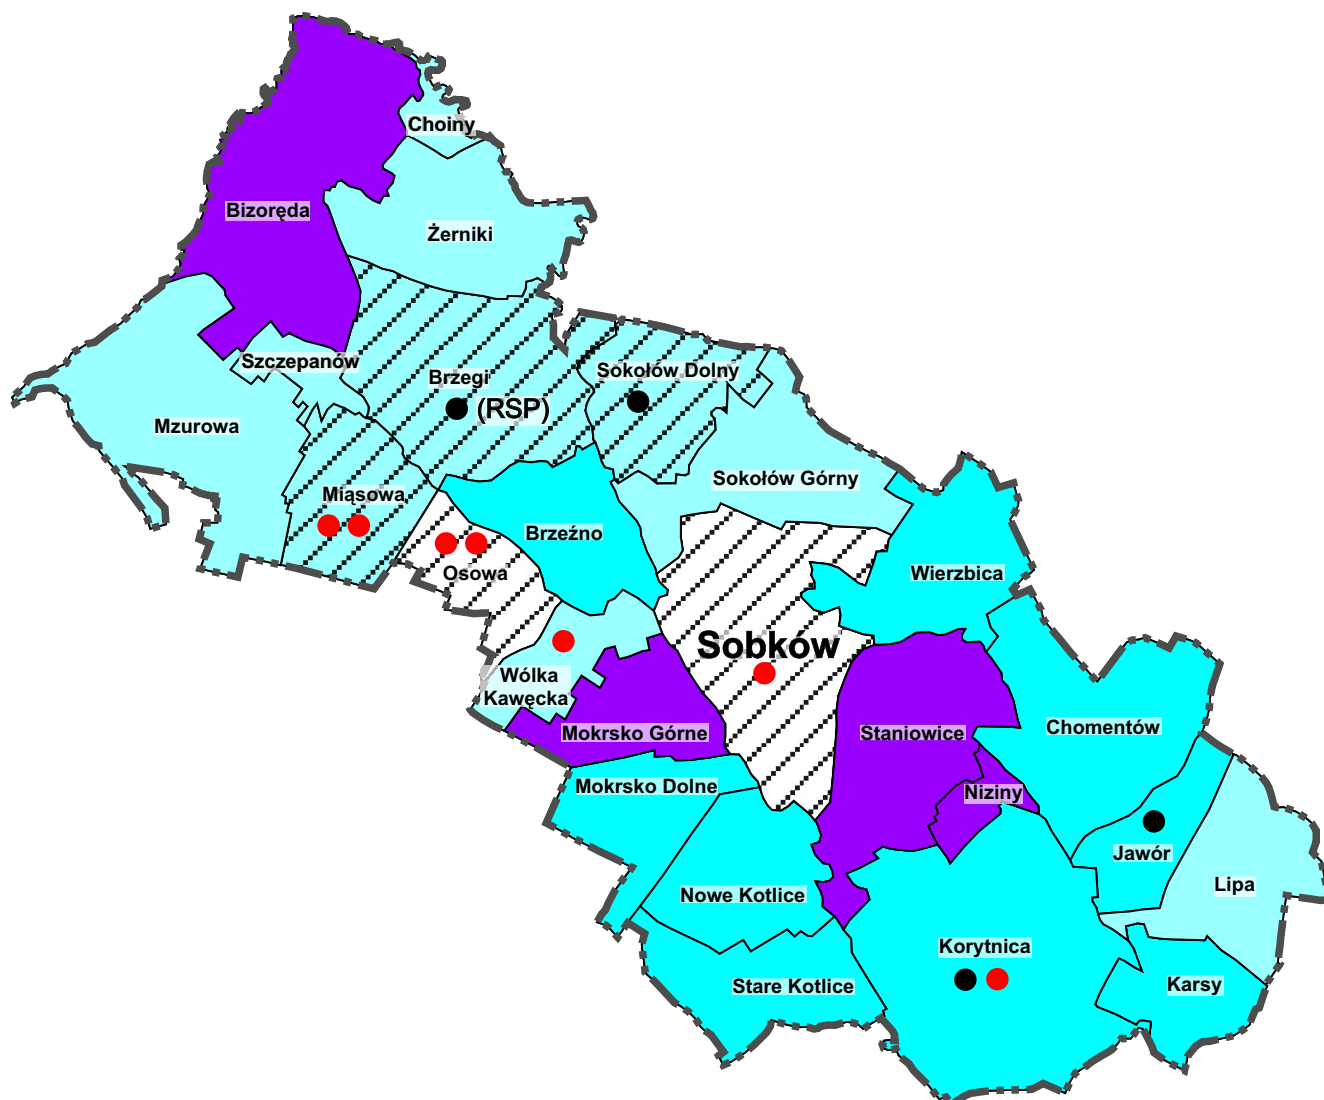 Choiny
Bizoręda
Żerniki
Szczepanów
Brzegi
(RSP)
Sokołów Dolny
Mzurowa
Sokołów Górny
Miąsowa
Brzeźno
Osowa
Wierzbica
Sobków
Wólka
Kawęcka
Mokrsko Górne
Staniowice
Chomentów
Mokrsko Dolne
Niziny
Jawór
Lipa
Nowe Kotlice
Korytnica
Stare Kotlice
Karsy